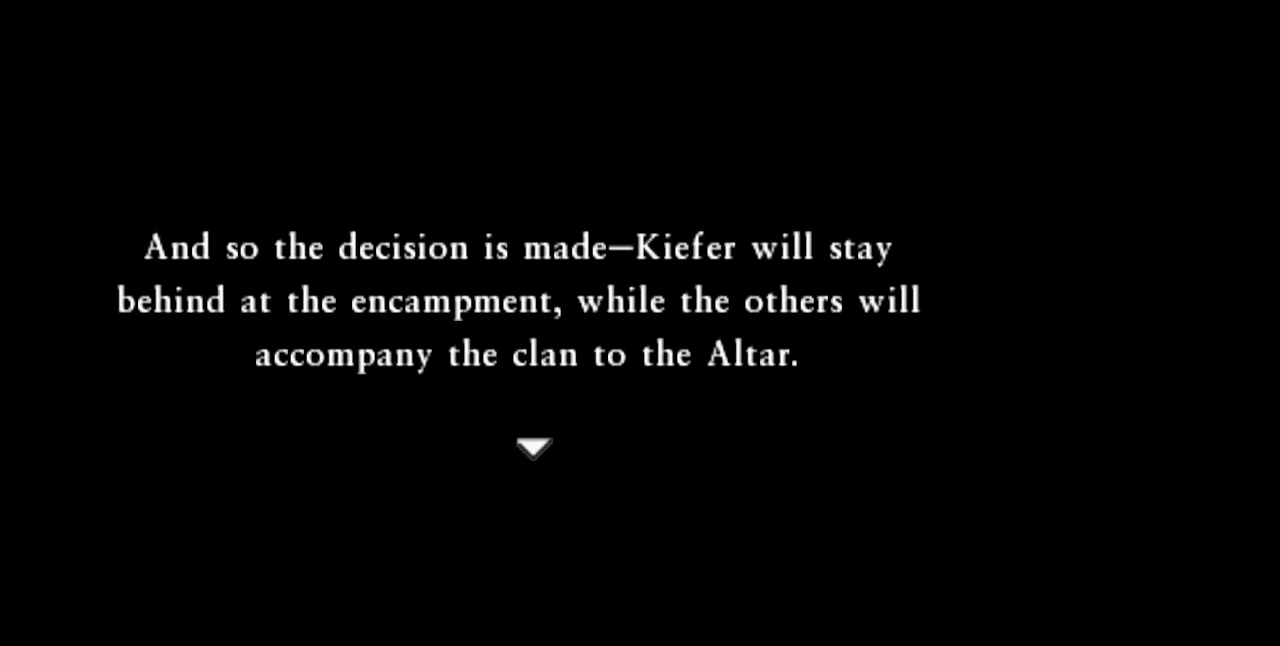 And so the decision is made—Kiefer will stay
behind at the encampment, while the others will
accompany the clan to the Altar.